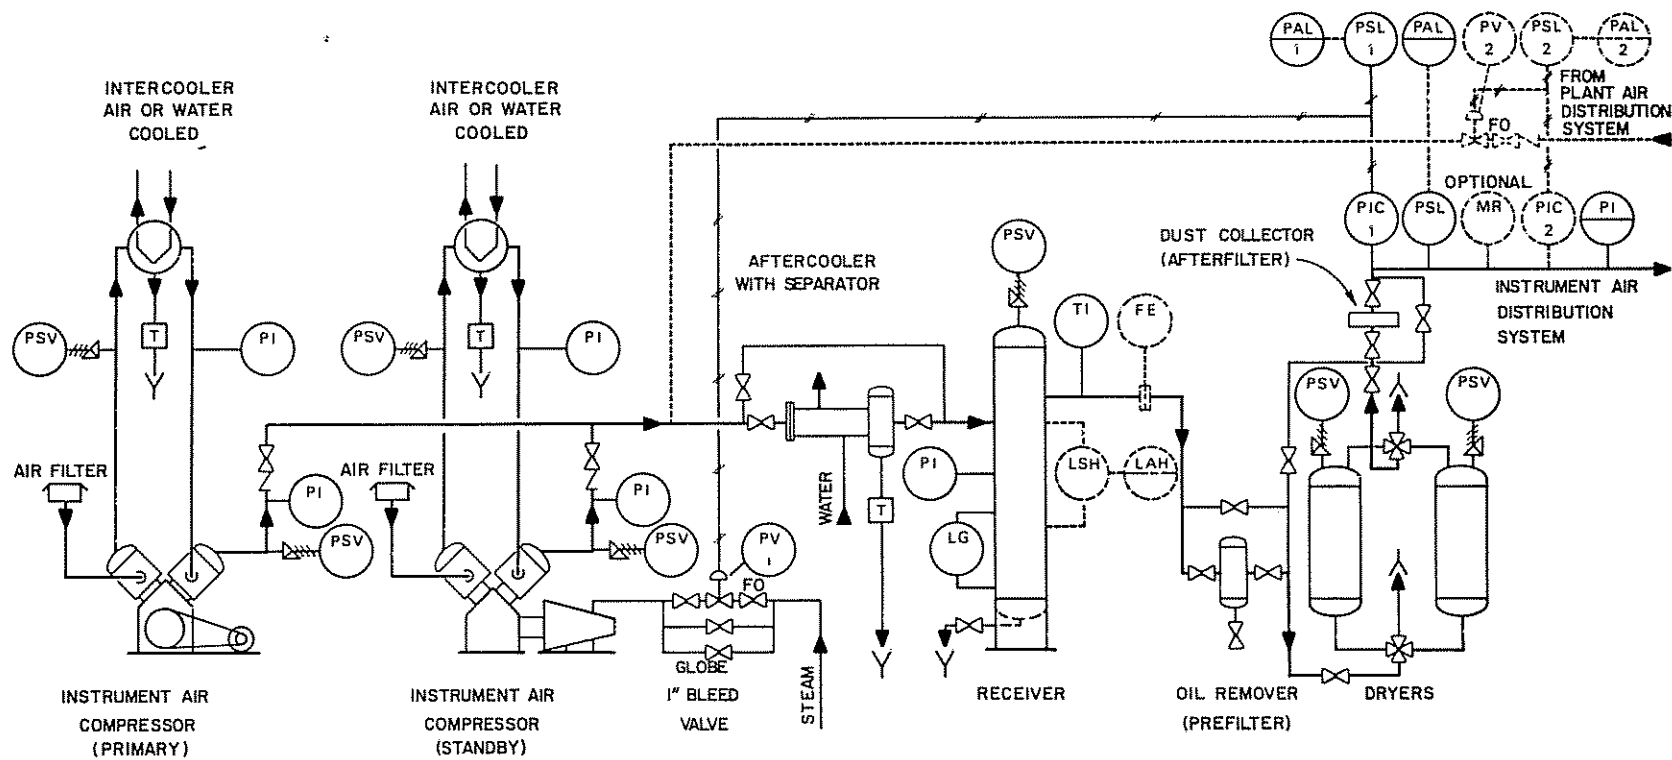 PAL
1
PSL
1
PAL
PV
2
PSL
2
PAL
2
INTERCOOLER
AIR OR WATER
COOLED
INTERCOOLER
AIR OR WATER
COOLED
FROM
PLANT AIR
DISTRIBUTION
SYSTEM
FO
OPTIONAL
PIC
1
PSL
MR
PIC
2
PI
DUST COLLECTOR
(AFTERFILTER)
PSV
AFTERCOOLER
WITH SEPARATOR
INSTRUMENT AIR
DISTRIBUTION
SYSTEM
PSV
T
PI
PSV
T
PI
TI
FE
PSV
PSV
AIR FILTER
PI
AIR FILTER
PI
PI
LSH
LAH
WATER
T
PSV
PSV
PV
1
LG
FO
GLOBE
1" BLEED
VALVE
STEAM
INSTRUMENT AIR
COMPRESSOR
(PRIMARY)
INSTRUMENT AIR
COMPRESSOR
(STANDBY)
RECEIVER
OIL REMOVER
(PREFILTER)
DRYERS